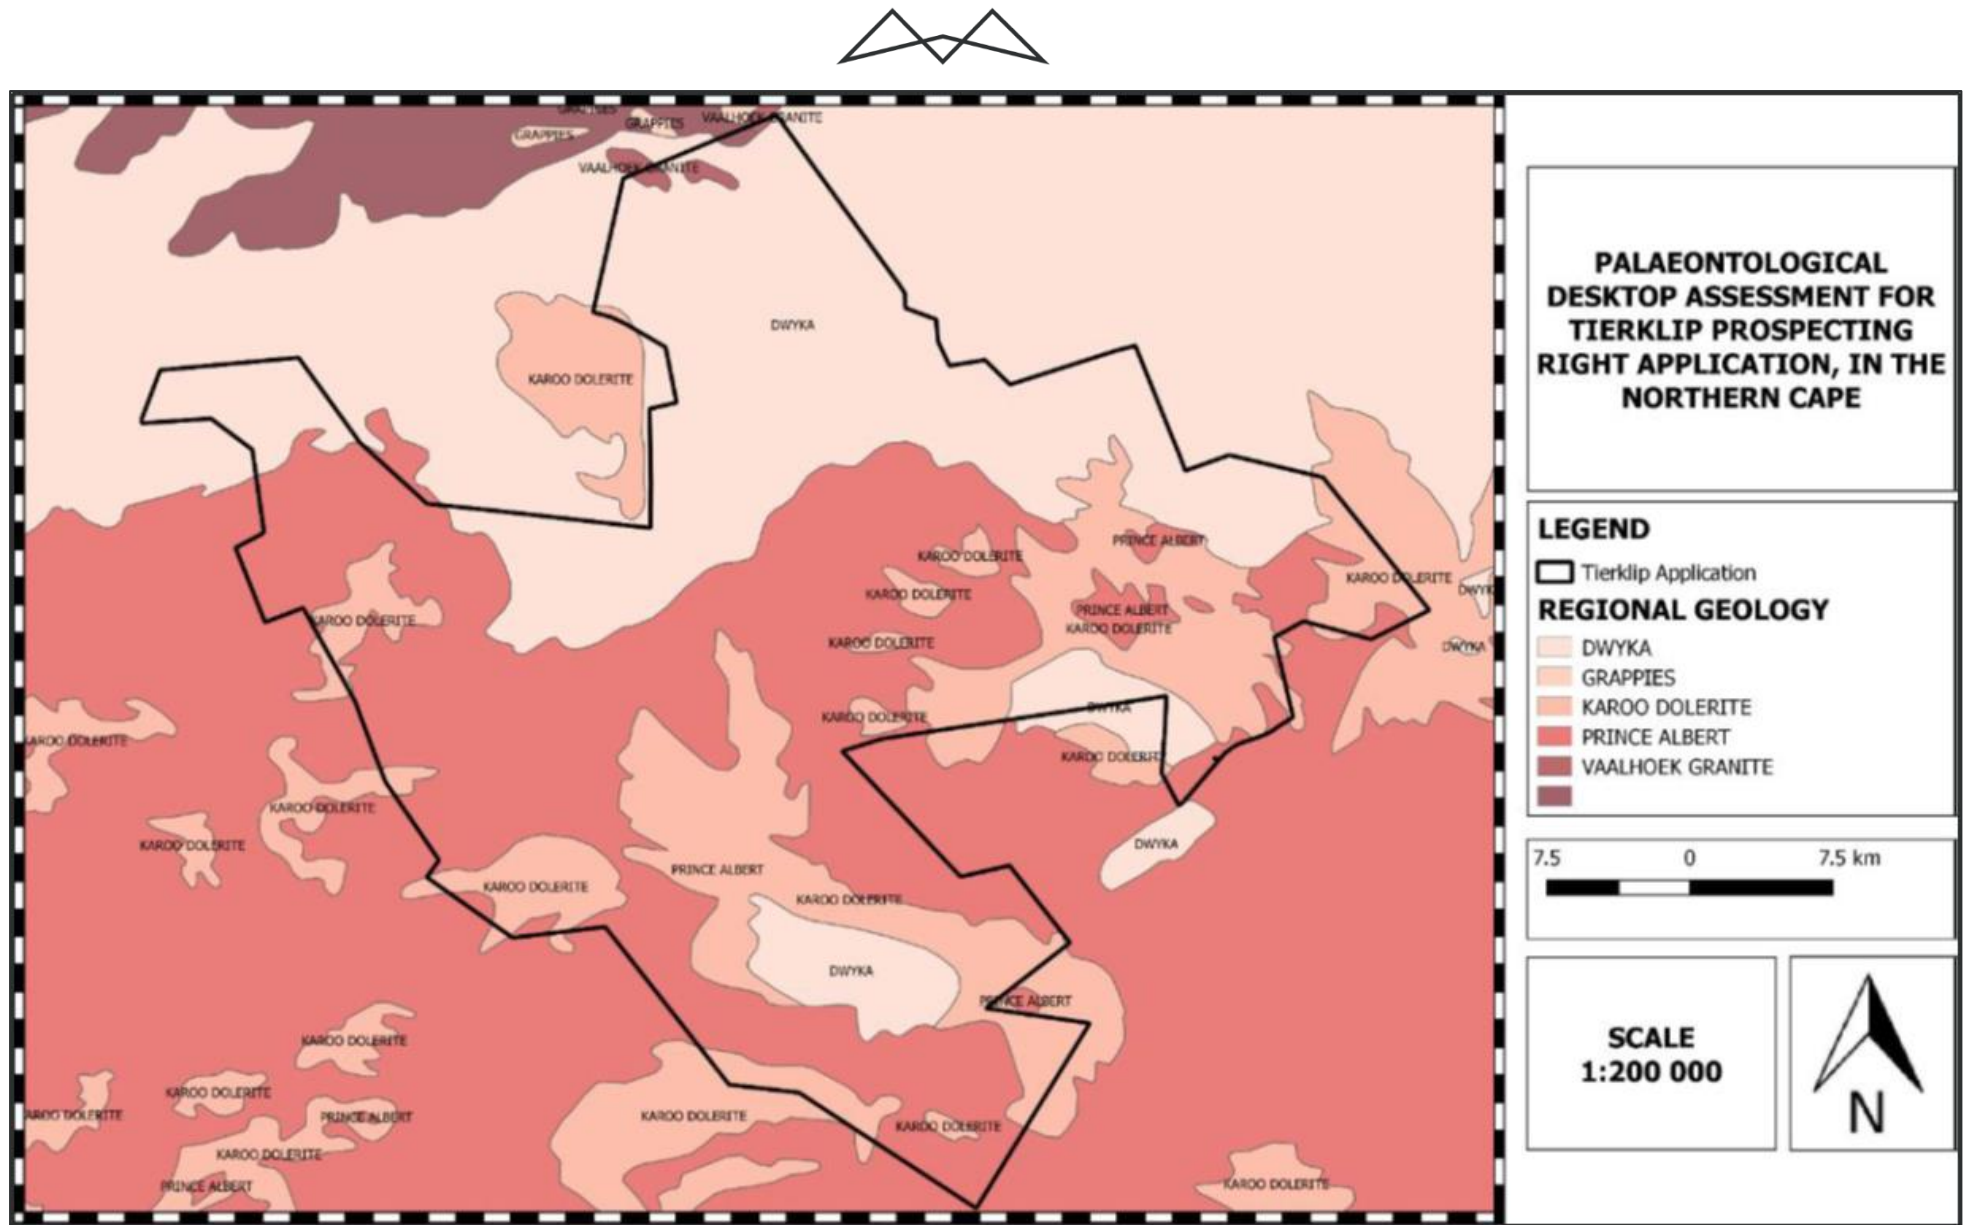 GRAPPIES
GRAPPIES
GRAPPIES
VAALHOEK GRANITE
VAALHOEK GRANITE
DWYKA
KAROO DOLERITE
KAROO DOLERITE
PRINCE ALBERT
KAROO DOLERITE
DWYKA
KAROO DOLERITE
PRINCE ALBERT
KAROO DOLERITE
KAROO DOLERITE
KAROO DOLERITE
DWYKA
DWYKA
KAROO DOLERITE
KAROO DOLERITE
AROO DOLERITE
KAROO DOLERITE
KAROO DOLERITE
KAROO DOLERITE
DWYKA
PRINCE ALBERT
KAROO DOLERITE
KAROO DOLERITE
DWYKA
PRINCE ALBERT
KAROO DOLERITE
KAROO DOLERITE
AROO DOLERITE
PRINCE ALBERT
KAROO DOLERITE
KAROO DOLERITE
KAROO DOLERITE
PRINCE ALBERT
KAROO DOLERITE
PALAEONTOLOGICAL
DESKTOP ASSESSMENT FOR
TIERKLIP PROSPECTING
RIGHT APPLICATION, IN THE
NORTHERN CAPE
LEGEND
Tierklip Application
REGIONAL GEOLOGY
DWYKA
GRAPPIES
KAROO DOLERITE
PRINCE ALBERT
VAALHOEK GRANITE
7.5 0 7.5 km
SCALE
1:200 000
N